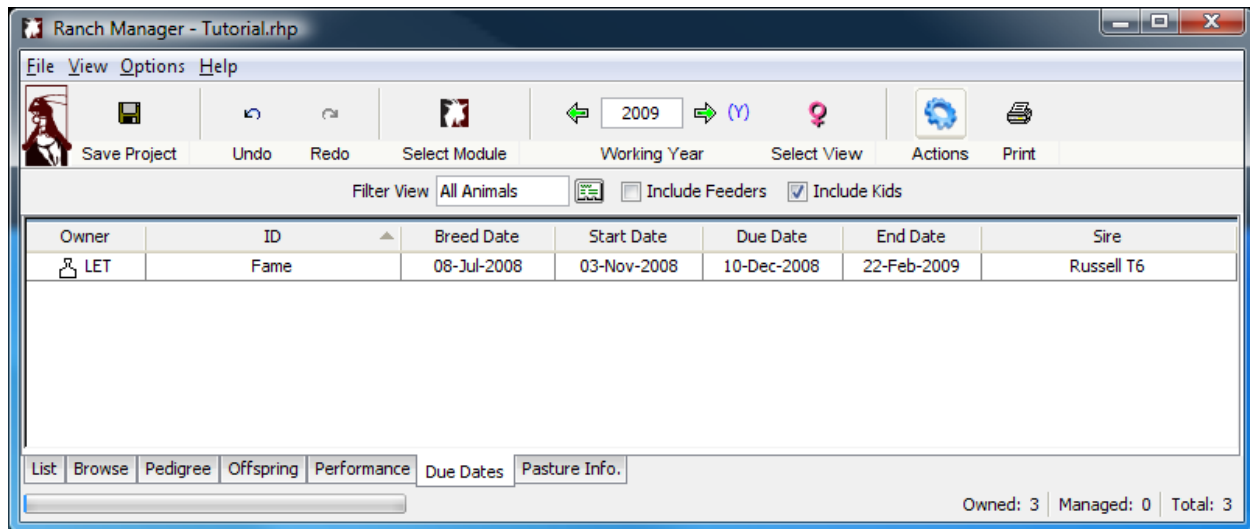 Ranch Manager - Tutorial.rhp
File View Options Help
2009 (Y)
Save Project Undo Redo Select Module Working Year Select View Actions Print
Filter View All Animals Include Feeders Include Kids
Owner ID Breed Date Start Date Due Date End Date Sire
LET Fame 08-Jul-2008 03-Nov-2008 10-Dec-2008 22-Feb-2009 Russell T6
List Browse Pedigree Offspring Performance Due Dates Pasture Info.
Owned: 3 Managed: 0 Total: 3